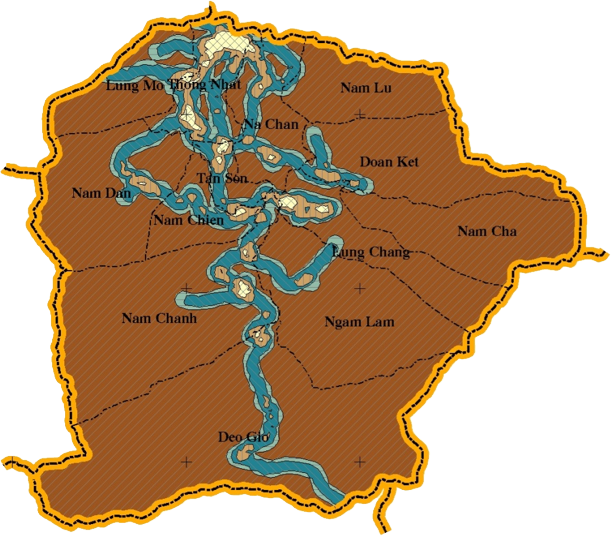 Lung Mo Thong Nhat
Nam Lu
Na Chan
Doan Ket
Tan Son
Nam Dan
Nam Chien
Nam Cha
Lung Chang
Nam Chanh
Ngam Lam
Deo Gio